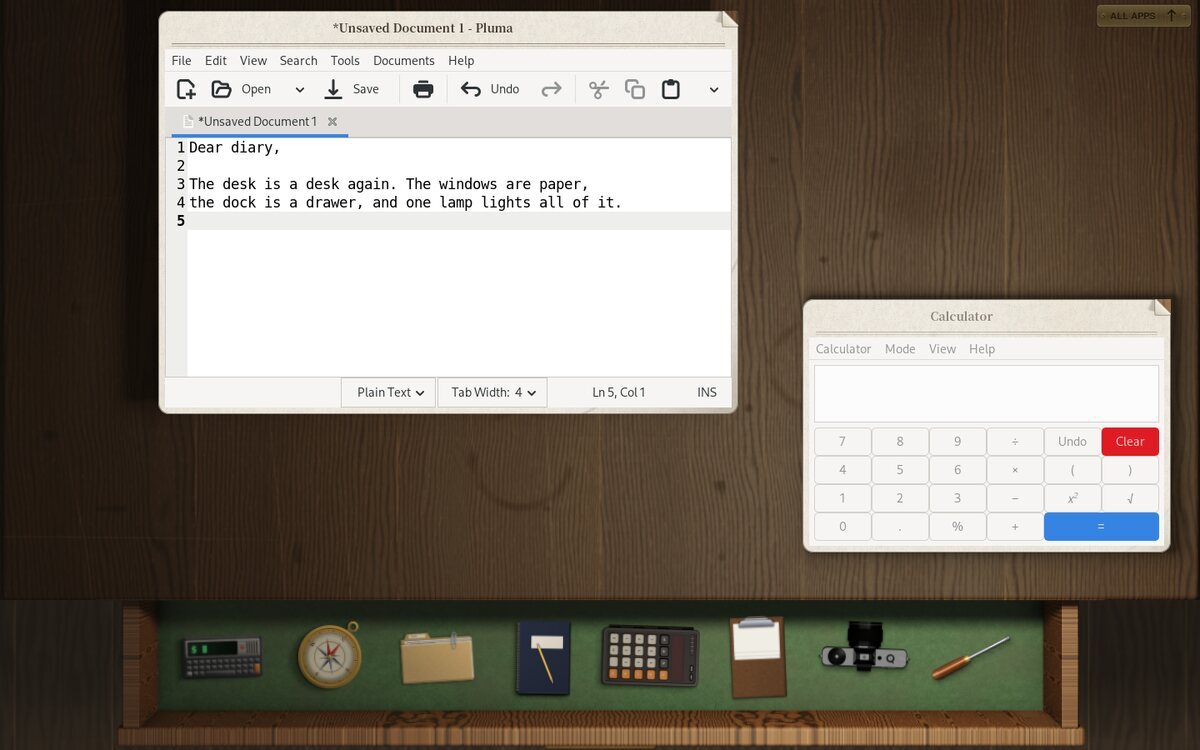 ALL APPS
*Unsaved Document 1 - Pluma
File Edit View Search Tools Documents Help
Open Save Undo
*Unsaved Document 1
1 Dear diary,
2
3 The desk is a desk again. The windows are paper,
4 the dock is a drawer, and one lamp lights all of it.
5
Plain Text Tab Width: 4 Ln 5, Col 1 INS
Calculator
Calculator Mode View Help
7 8 9 ÷ Undo Clear
4 5 6 × ( )
1 2 3 − x² √
0 . % + =
$